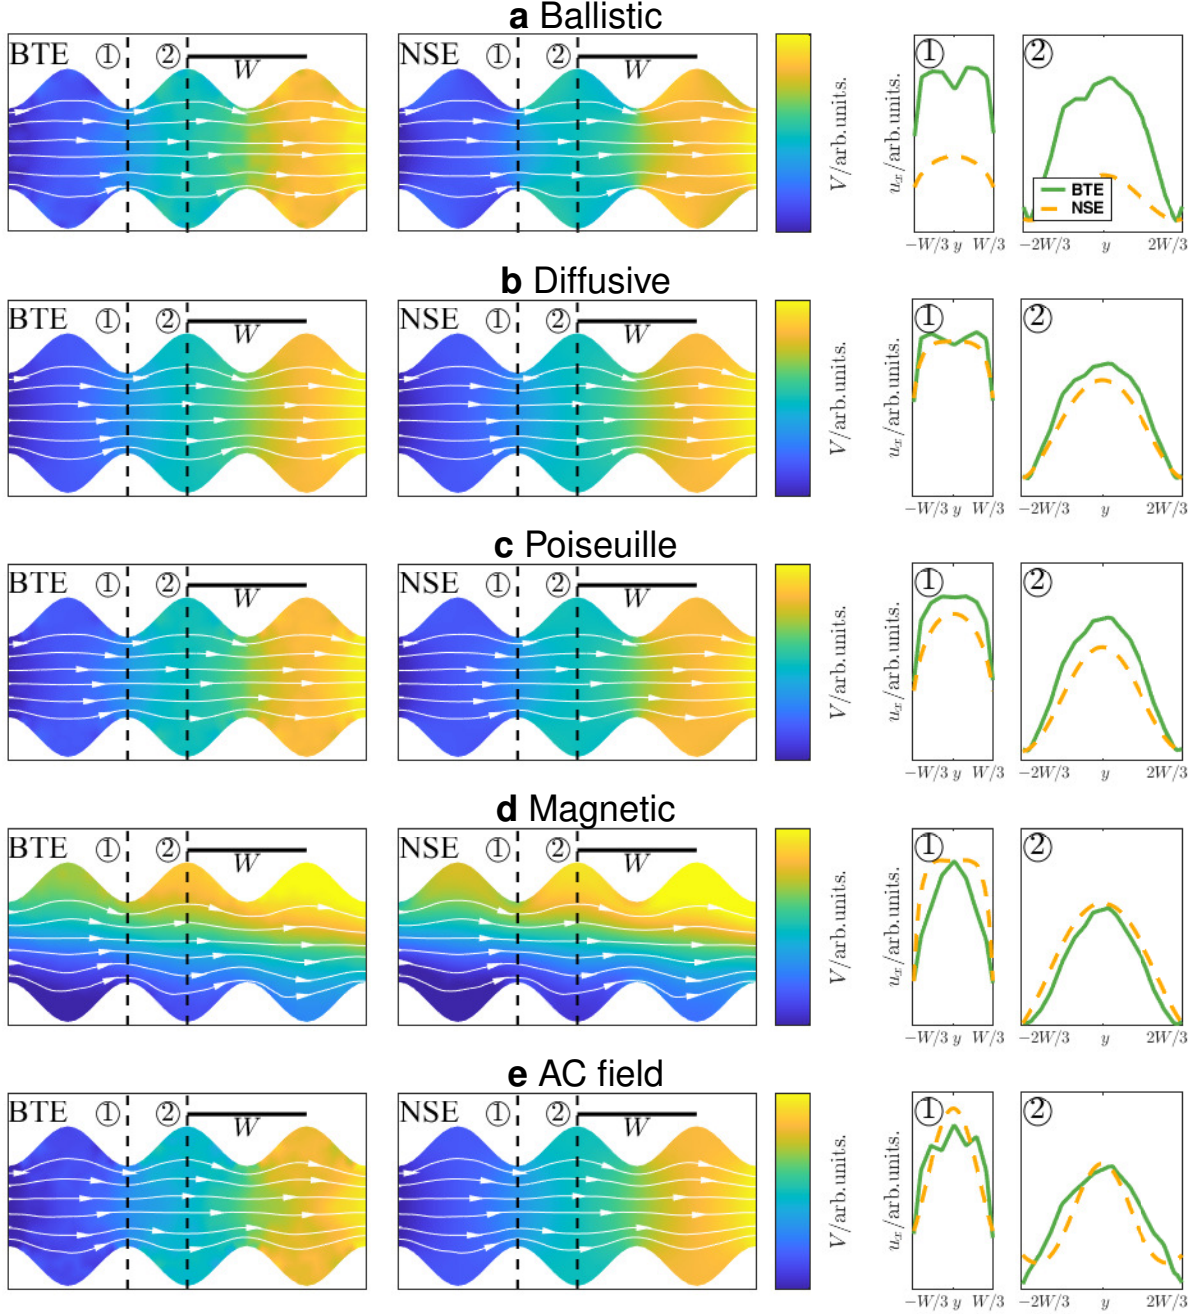 a Ballistic
BTE ① ② W
NSE ① ② W
V/arb.units.
u_x/arb.units.
①
−W/3 y W/3
②
BTE
NSE
−2W/3 y 2W/3
b Diffusive
BTE ① ② W
NSE ① ② W
V/arb.units.
u_x/arb.units.
①
−W/3 y W/3
②
−2W/3 y 2W/3
c Poiseuille
BTE ① ② W
NSE ① ② W
V/arb.units.
u_x/arb.units.
①
−W/3 y W/3
②
−2W/3 y 2W/3
d Magnetic
BTE ① ② W
NSE ① ② W
V/arb.units.
u_x/arb.units.
①
−W/3 y W/3
②
−2W/3 y 2W/3
e AC field
BTE ① ② W
NSE ① ② W
V/arb.units.
u_x/arb.units.
①
−W/3 y W/3
②
−2W/3 y 2W/3